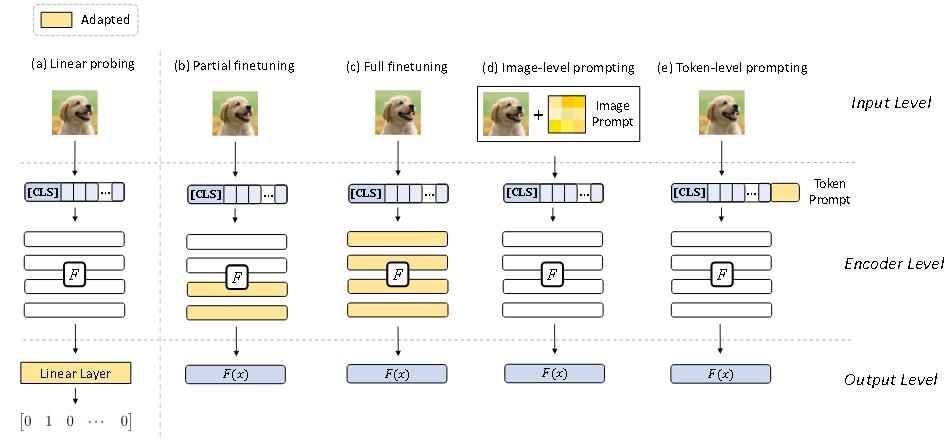 Adapted
(a) Linear probing
(b) Partial finetuning
(c) Full finetuning
(d) Image-level prompting
(e) Token-level prompting
Input Level
+
Image
Prompt
[CLS] ...
[CLS] ...
[CLS] ...
[CLS] ...
[CLS] ...
Token
Prompt
F
F
F
F
F
Encoder Level
Linear Layer
F(x)
F(x)
F(x)
F(x)
Output Level
[0 1 0 ⋯ 0]